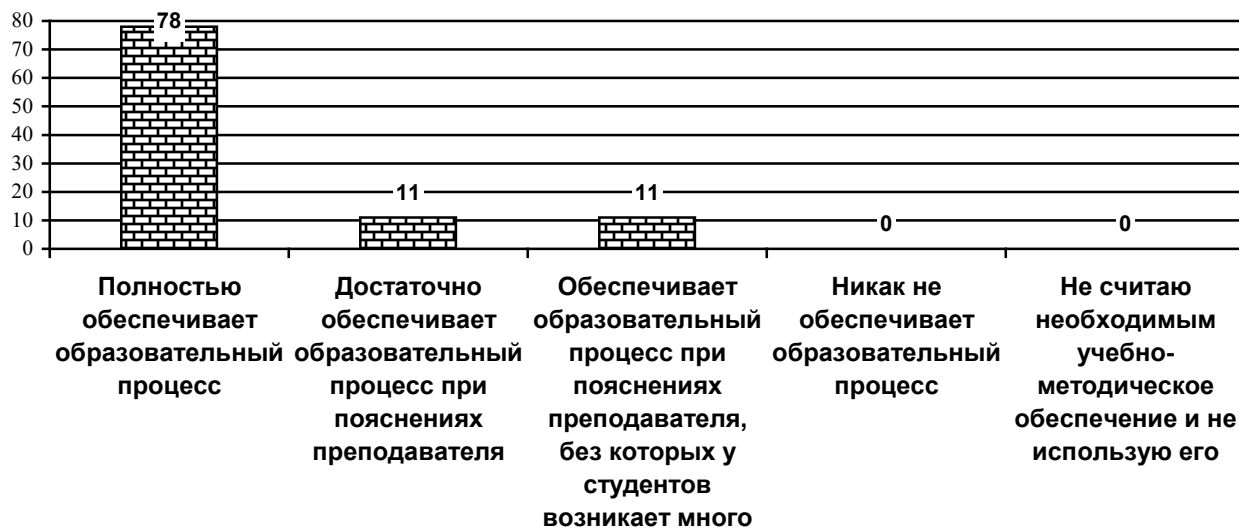 80
70
60
50
40
30
20
10
0
78
11
11
0
0
Полностью
обеспечивает
образовательный
процесс
Достаточно
обеспечивает
образовательный
процесс при
пояснениях
преподавателя
Обеспечивает
образовательный
процесс при
пояснениях
преподавателя,
без которых у
студентов
возникает много
Никак не
обеспечивает
образовательный
процесс
Не считаю
необходимым
учебно-
методическое
обеспечение и не
использую его